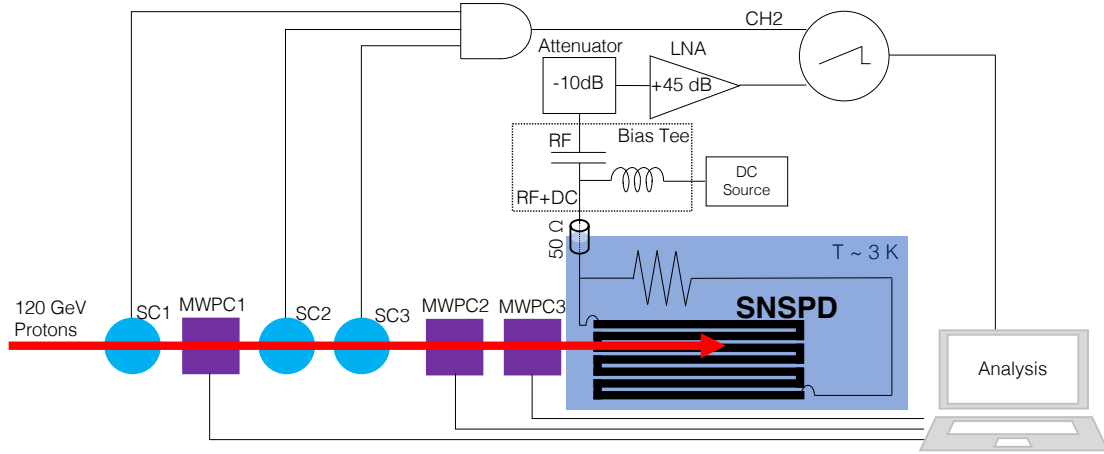 CH2
Attenuator
LNA
-10dB
+45 dB
RF
Bias Tee
DC
Source
RF+DC
50 Ω
T ~ 3 K
120 GeV
Protons
SC1
MWPC1
SC2
SC3
MWPC2
MWPC3
SNSPD
Analysis